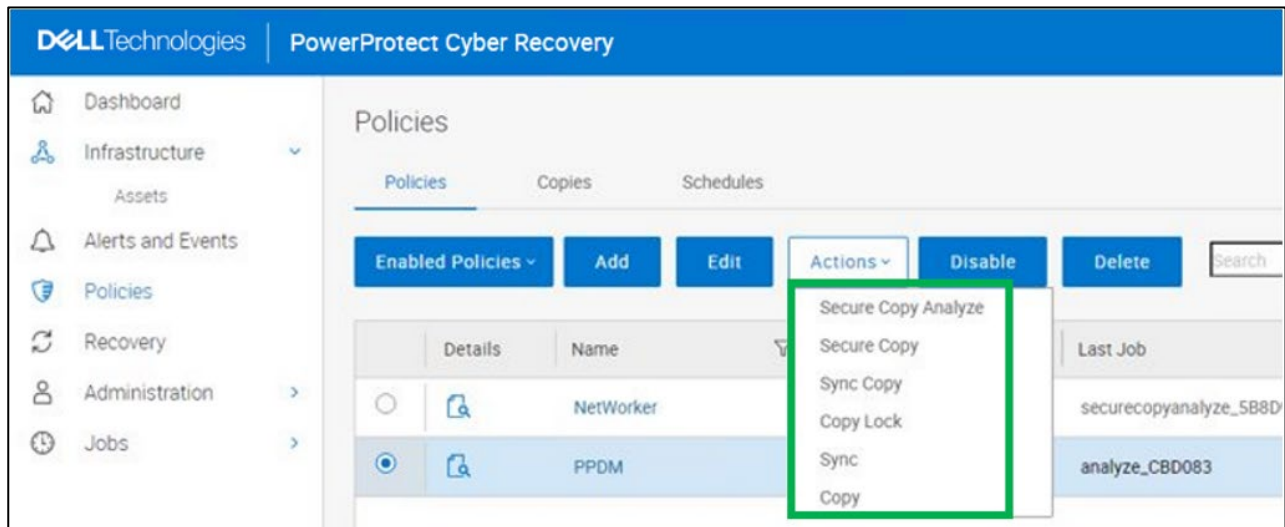 DELLTechnologies PowerProtect Cyber Recovery
Dashboard
Infrastructure
Assets
Alerts and Events
Policies
Recovery
Administration
Jobs
Policies
Policies Copies Schedules
Enabled Policies Add Edit Actions Disable Delete Search
Secure Copy Analyze
Secure Copy
Sync Copy
Copy Lock
Sync
Copy
Details Name Last Job
NetWorker securecopyanalyze_5B8D
PPDM analyze_CBD083